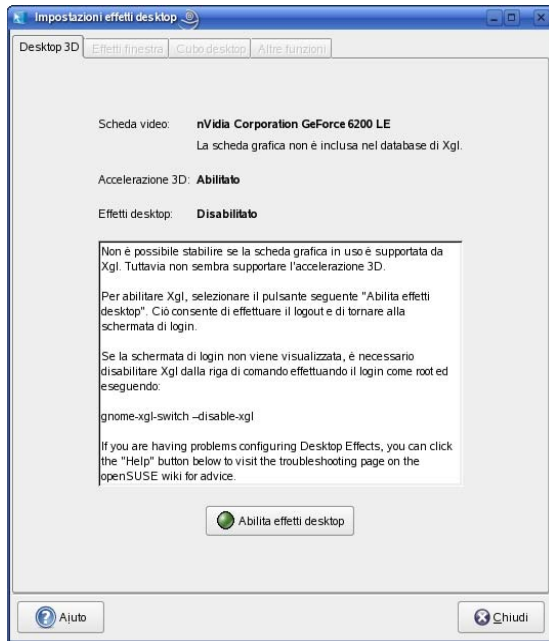 Impostazioni effetti desktop
Desktop 3D
Effetti finestra
Cubo desktop
Altre funzioni
Scheda video: nVidia Corporation GeForce 6200 LE
La scheda grafica non è inclusa nel database di Xgl.
Accelerazione 3D: Abilitato
Effetti desktop: Disabilitato
Non è possibile stabilire se la scheda grafica in uso è supportata da
Xgl. Tuttavia non sembra supportare l'accelerazione 3D.
Per abilitare Xgl, selezionare il pulsante seguente "Abilita effetti
desktop". Ciò consente di effettuare il logout e di tornare alla
schermata di login.
Se la schermata di login non viene visualizzata, è necessario
disabilitare Xgl dalla riga di comando effettuando il login come root ed
eseguendo:
gnome-xgl-switch –disable-xgl
If you are having problems configuring Desktop Effects, you can click
the "Help" button below to visit the troubleshooting page on the
openSUSE wiki for advice.
Abilita effetti desktop
Aiuto
Chiudi